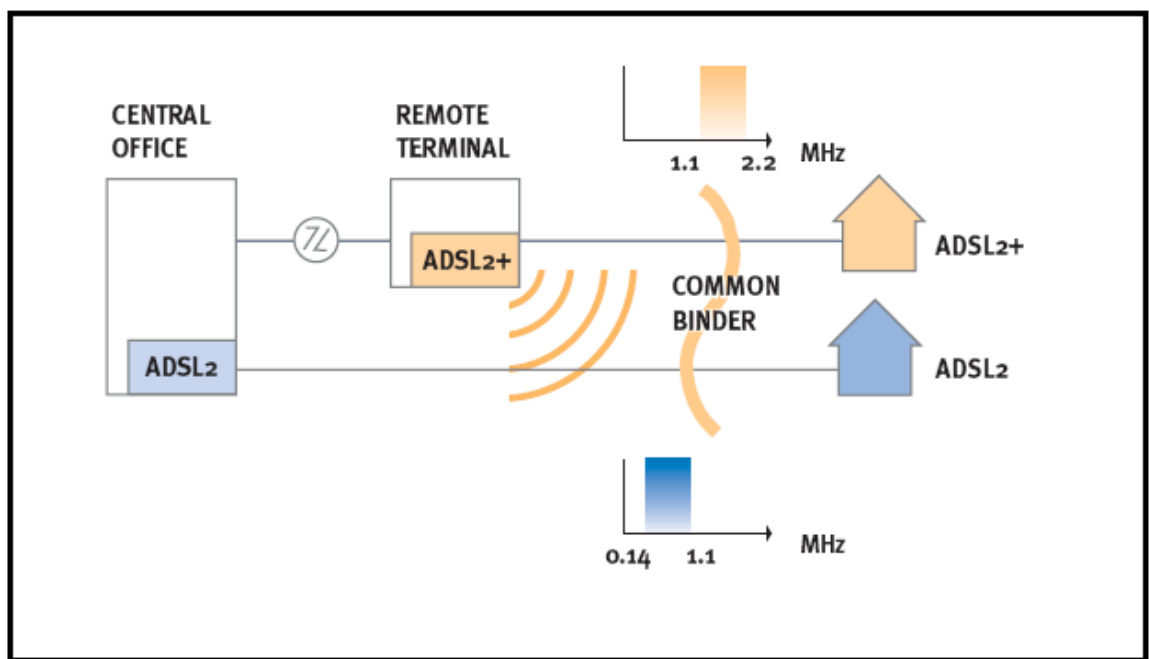 CENTRAL
OFFICE
REMOTE
TERMINAL
1.1 2.2 MHz
ADSL2+
ADSL2+
COMMON
BINDER
ADSL2
ADSL2
0.14 1.1 MHz